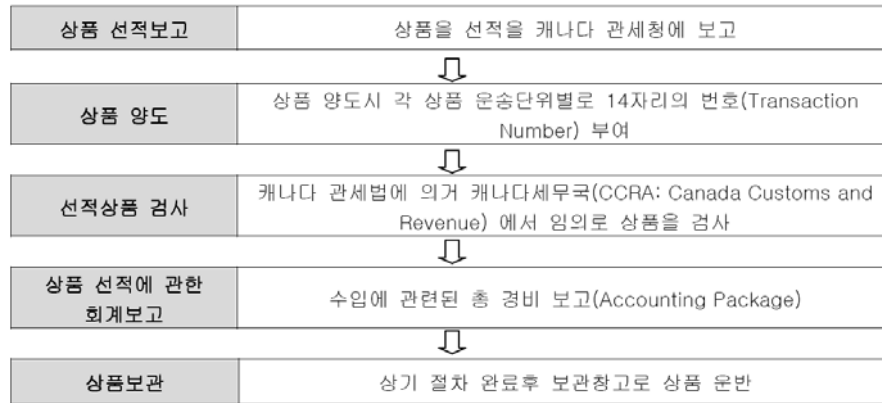 상품 선적보고
상품을 선적을 캐나다 관세청에 보고
상품 양도
상품 양도시 각 상품 운송단위별로 14자리의 번호(Transaction
Number) 부여
선적상품 검사
캐나다 관세법에 의거 캐나다세무국(CCRA: Canada Customs and
Revenue) 에서 임의로 상품을 검사
상품 선적에 관한
회계보고
수입에 관련된 총 경비 보고(Accounting Package)
상품보관
상기 절차 완료후 보관창고로 상품 운반